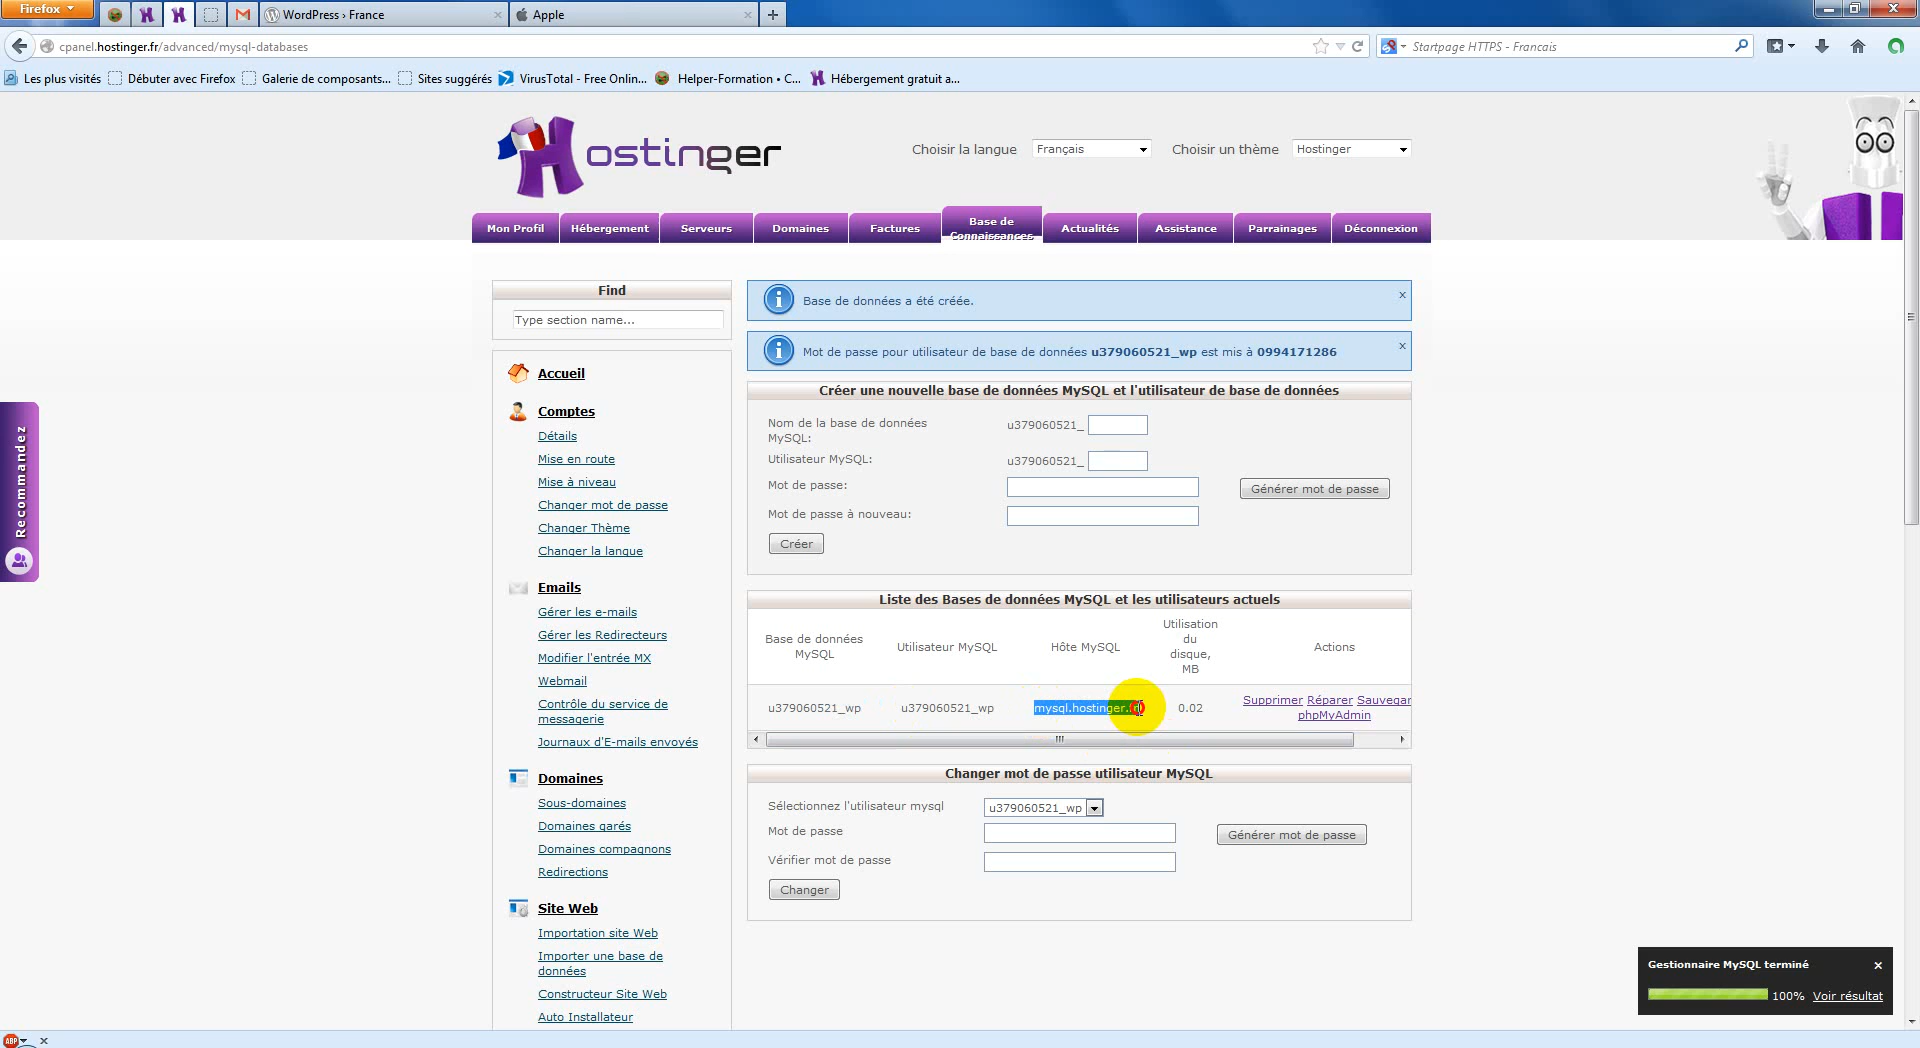 Firefox
WordPress › France
Apple
cpanel.hostinger.fr/advanced/mysql-databases
Startpage HTTPS - Francais
Les plus visités
Débuter avec Firefox
Galerie de composants...
Sites suggérés
VirusTotal - Free Onlin...
Helper-Formation • C...
Hébergement gratuit a...
Hostinger
Choisir la langue
Français
Choisir un thème
Hostinger
Mon Profil
Hébergement
Serveurs
Domaines
Factures
Base de
Connaissances
Actualités
Assistance
Parrainages
Déconnexion
Recommandez
Find
Type section name...
Accueil
Comptes
Détails
Mise en route
Mise à niveau
Changer mot de passe
Changer Thème
Changer la langue
Emails
Gérer les e-mails
Gérer les Redirecteurs
Modifier l'entrée MX
Webmail
Contrôle du service de
messagerie
Journaux d'E-mails envoyés
Domaines
Sous-domaines
Domaines garés
Domaines compagnons
Redirections
Site Web
Importation site Web
Importer une base de
données
Constructeur Site Web
Auto Installateur
Base de données a été créée.
x
Mot de passe pour utilisateur de base de données u379060521_wp est mis à 0994171286
x
Créer une nouvelle base de données MySQL et l'utilisateur de base de données
Nom de la base de données
MySQL:
u379060521_
Utilisateur MySQL:
u379060521_
Mot de passe:
Générer mot de passe
Mot de passe à nouveau:
Créer
Liste des Bases de données MySQL et les utilisateurs actuels
Base de données
MySQL
Utilisateur MySQL
Hôte MySQL
Utilisation
du
disque,
MB
Actions
u379060521_wp
u379060521_wp
mysql.hostinger.fr
0.02
Supprimer Réparer Sauvegar
phpMyAdmin
Changer mot de passe utilisateur MySQL
Sélectionnez l'utilisateur mysql
u379060521_wp
Mot de passe
Générer mot de passe
Vérifier mot de passe
Changer
Gestionnaire MySQL terminé
100%
Voir résultat
ABP